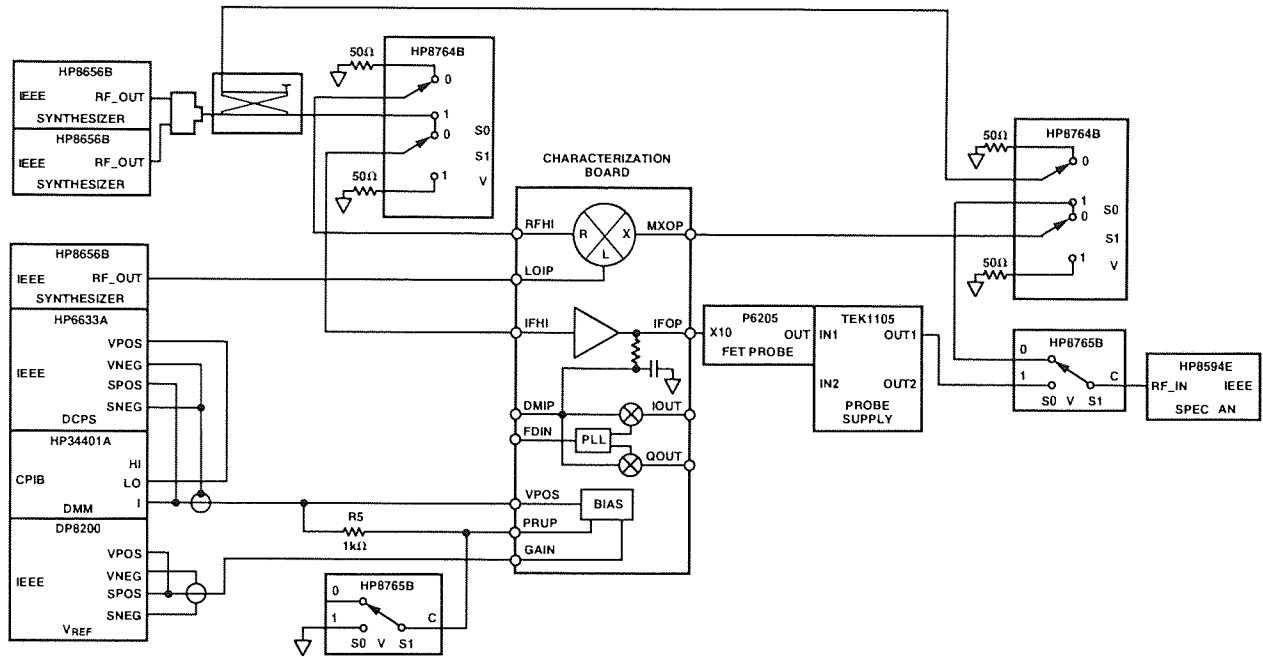 HP8656B
IEEE RF_OUT
SYNTHESIZER
HP8656B
IEEE RF_OUT
SYNTHESIZER
50Ω
HP8764B
0
1
0
S0
S1
50Ω
1
V
50Ω
HP8764B
0
1
0
S0
S1
50Ω
1
V
CHARACTERIZATION
BOARD
RFHI
R
X
L
MXOP
LOIP
IFHI
IFOP
DMIP
IOUT
FDIN
PLL
QOUT
VPOS
BIAS
PRUP
GAIN
HP8656B
IEEE RF_OUT
SYNTHESIZER
HP6633A
VPOS
VNEG
IEEE
SPOS
SNEG
DCPS
HP34401A
HI
CPIB
LO
I
DMM
DP8200
VPOS
IEEE
VNEG
SPOS
SNEG
VREF
R5
1kΩ
HP8765B
0
1
C
S0 V S1
P6205
X10 OUT
FET PROBE
TEK1105
IN1 OUT1
IN2 OUT2
PROBE
SUPPLY
HP8765B
0
1
C
S0 V S1
HP8594E
RF_IN IEEE
SPEC AN